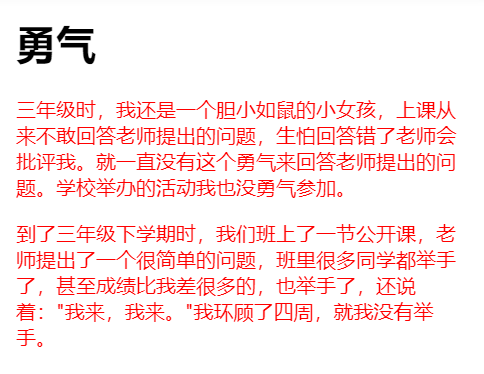 勇气
三年级时，我还是一个胆小如鼠的小女孩，上课从
来不敢回答老师提出的问题，生怕回答错了老师会
批评我。就一直没有这个勇气来回答老师提出的问
题。学校举办的活动我也没勇气参加。
到了三年级下学期时，我们班上了一节公开课，老
师提出了一个很简单的问题，班里很多同学都举手
了，甚至成绩比我差很多的，也举手了，还说
着："我来，我来。"我环顾了四周，就我没有举
手。